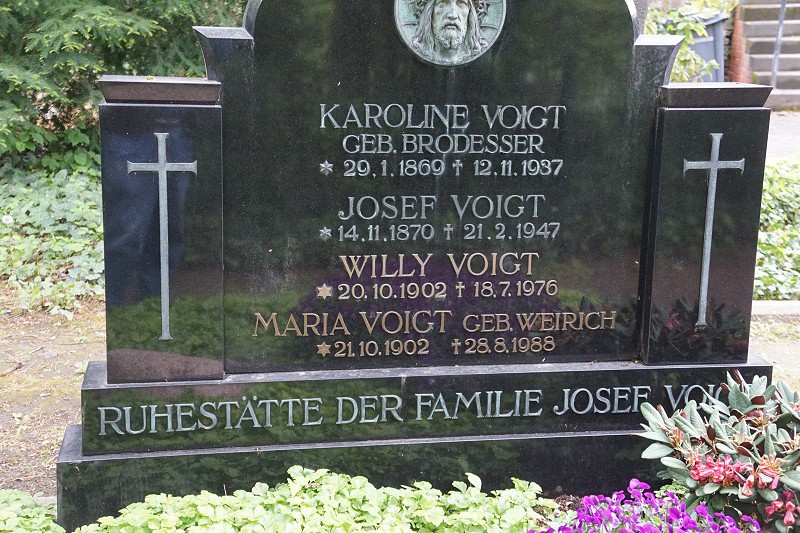 KAROLINE VOIGT
GEB. BRODESSER
* 29.1.1869 † 12.11.1937
JOSEF VOIGT
* 14.11.1870 † 21.2.1947
WILLY VOIGT
* 20.10.1902 † 18.7.1976
MARIA VOIGT GEB. WEIRICH
* 21.10.1902 † 28.8.1988
RUHESTÄTTE DER FAMILIE JOSEF VOIGT